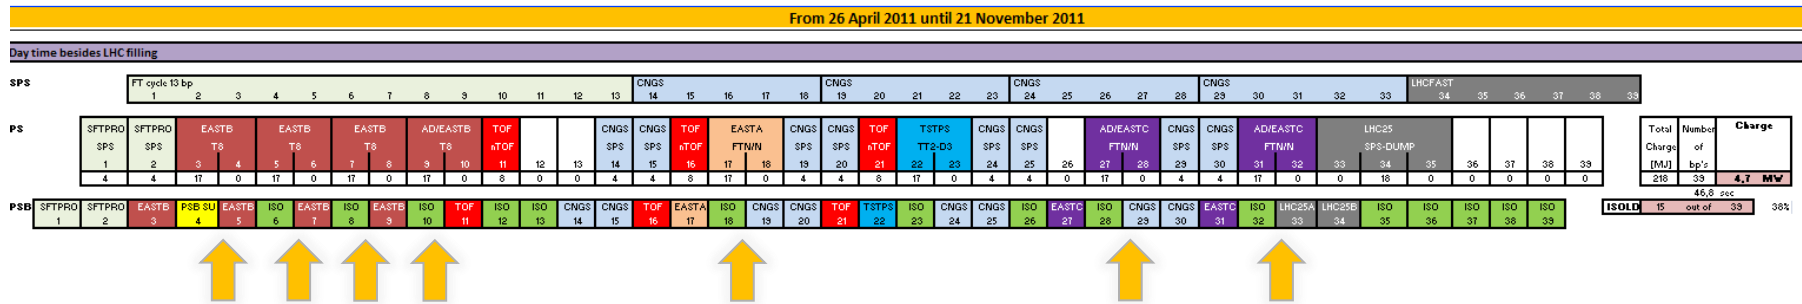 From 26 April 2011 until 21 November 2011
Day time besides LHC filling
SPS FT cycle 13 bp CNGS CNGS CNGS CNGS LHCFAST
1 2 3 4 5 6 7 8 9 10 11 12 13 14 15 16 17 18 19 20 21 22 23 24 25 26 27 28 29 30 31 32 33 34 35 36 37 38 39
PS SFTPRO SFTPRO EASTB EASTB EASTB AD/EASTB TOF CNGS CNGS TOF EASTA CNGS CNGS TOF TSTPS CNGS CNGS AD/EASTC CNGS CNGS AD/EASTC LHC25 Total Number Charge
SPS SPS T8 T8 T8 T8 nTOF SPS SPS nTOF FTN/N SPS SPS nTOF TT2-D3 SPS SPS FTN/N SPS SPS FTN/N SPS-DUMP Charge of
1 2 3 4 5 6 7 8 9 10 11 12 13 14 15 16 17 18 19 20 21 22 23 24 25 26 27 28 29 30 31 32 33 34 35 36 37 38 39 [MJ] bp's
4 4 17 0 17 0 17 0 17 0 8 0 0 4 4 8 17 0 4 4 8 17 0 4 4 0 17 0 4 4 17 0 0 18 0 0 0 0 0 218 39 4,7 MW
46,8 sec
PSB SFTPRO SFTPRO EASTB PSB SU EASTB ISO EASTB ISO EASTB ISO TOF ISO ISO CNGS CNGS TOF EASTA ISO CNGS CNGS TOF TSTPS ISO CNGS CNGS ISO EASTC ISO CNGS CNGS EASTC ISO LHC25A LHC25B ISO ISO ISO ISO ISO ISOLD 15 out of 39 38%
1 2 3 4 5 6 7 8 9 10 11 12 13 14 15 16 17 18 19 20 21 22 23 24 25 26 27 28 29 30 31 32 33 34 35 36 37 38 39